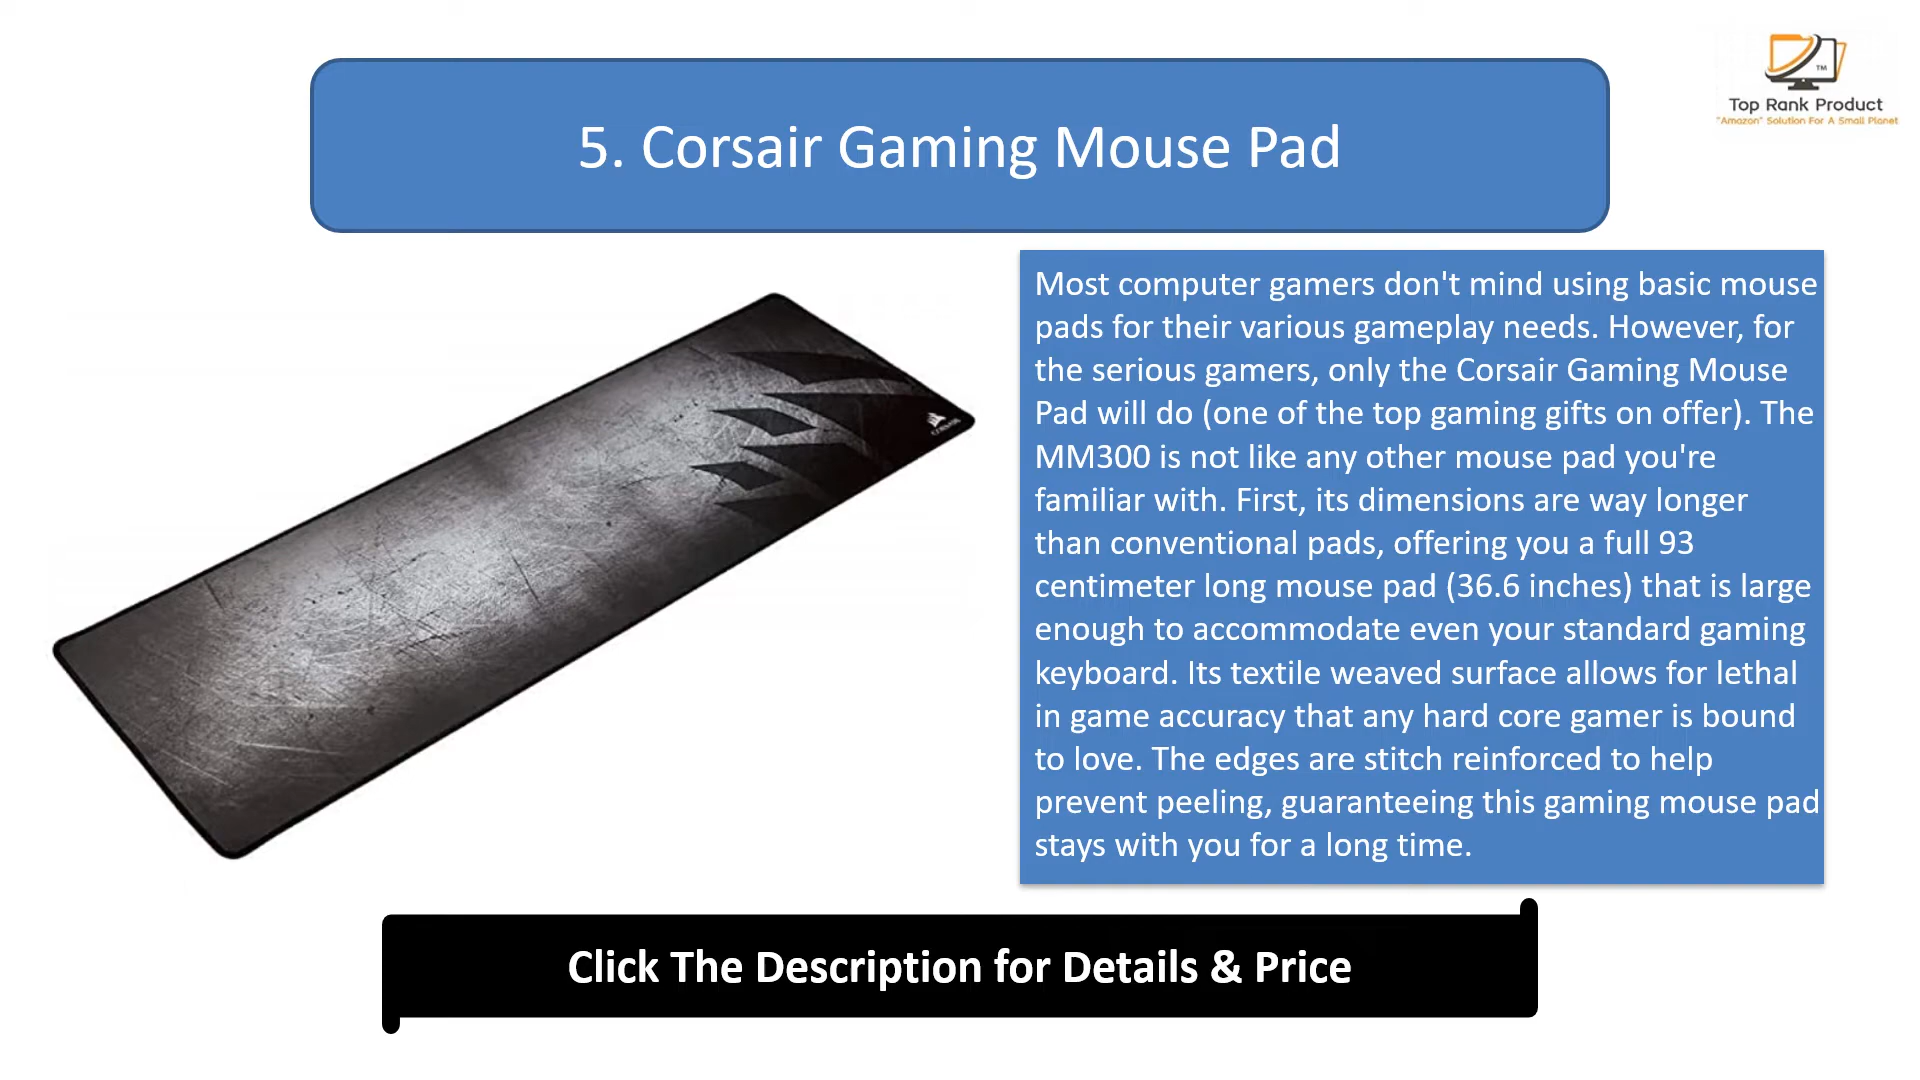 TM
Top Rank Product
"Amazon" Solution For A Small Planet
5. Corsair Gaming Mouse Pad
CORSAIR
Most computer gamers don't mind using basic mouse
pads for their various gameplay needs. However, for
the serious gamers, only the Corsair Gaming Mouse
Pad will do (one of the top gaming gifts on offer). The
MM300 is not like any other mouse pad you're
familiar with. First, its dimensions are way longer
than conventional pads, offering you a full 93
centimeter long mouse pad (36.6 inches) that is large
enough to accommodate even your standard gaming
keyboard. Its textile weaved surface allows for lethal
in game accuracy that any hard core gamer is bound
to love. The edges are stitch reinforced to help
prevent peeling, guaranteeing this gaming mouse pad
stays with you for a long time.
Click The Description for Details & Price